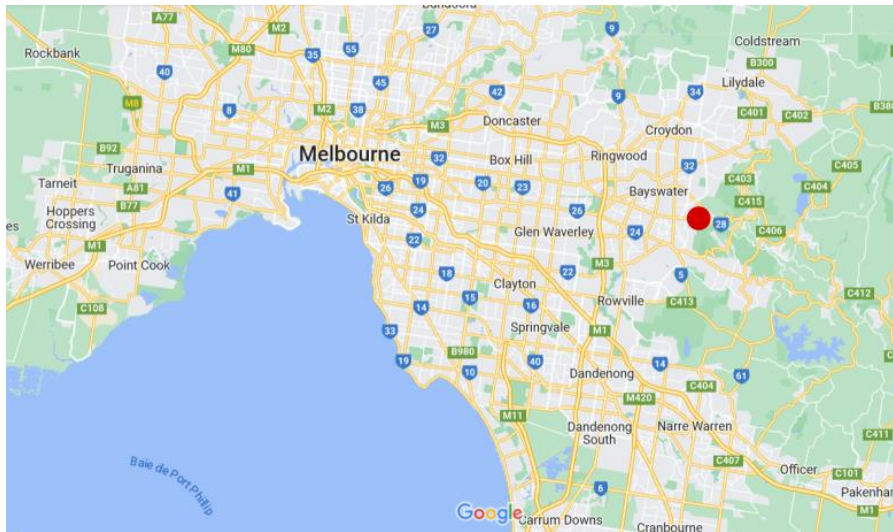 Bundoora
A77
M2
27
9
Coldstream
Rockbank
M80
35
55
B300
40
45
Lilydale
M8
8
M2
38
42
9
34
C401
C402
B380
M3
Doncaster
Croydon
B92
Melbourne
32
Box Hill
Ringwood
32
C405
Truganina
M1
19
20
23
Bayswater
C403
C404
Tarneit
A81
41
26
C415
B77
24
26
Hoppers
Crossing
St Kilda
Glen Waverley
24
28
C406
es
M1
22
M3
Werribee
Point Cook
18
22
5
Clayton
C412
C108
14
15
16
Rowville
C413
33
Springvale
M1
19
B980
40
14
10
Dandenong
61
C404
M11
M420
Dandenong
South
Narre Warren
C411
C407
Officer
C101
Baie de Port Phillip
6
Pakenham
Google
Carrum Downs
M1
Cranbourne